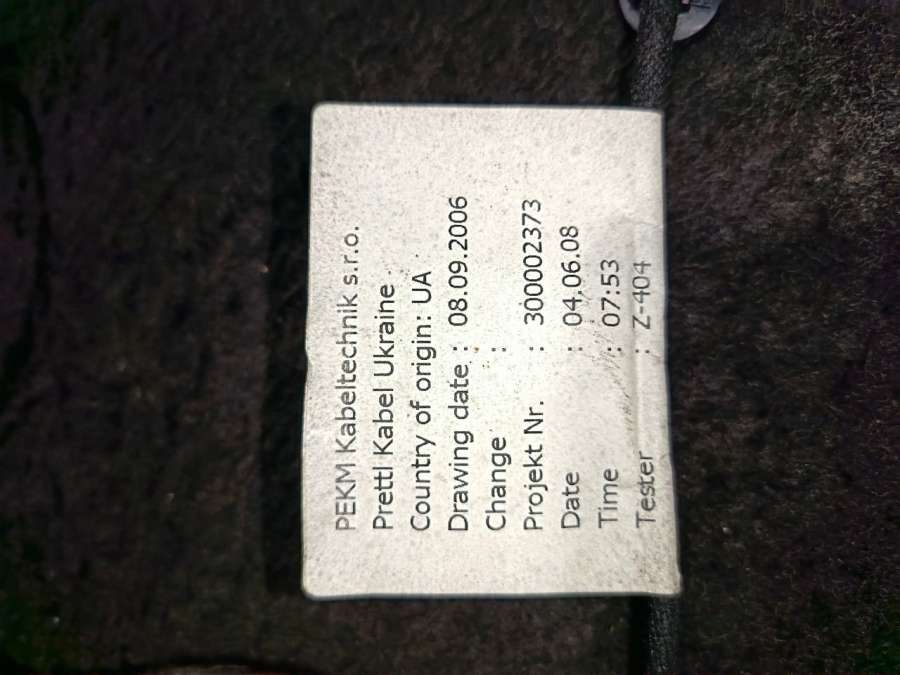 PEKM Kabeltechnik s.r.o.
Prettl Kabel Ukraine
Country of origin: UA
Drawing date : 08.09.2006
Change :
Projekt Nr. : 300002373
Date : 04.06.08
Time : 07:53
Tester : Z-404